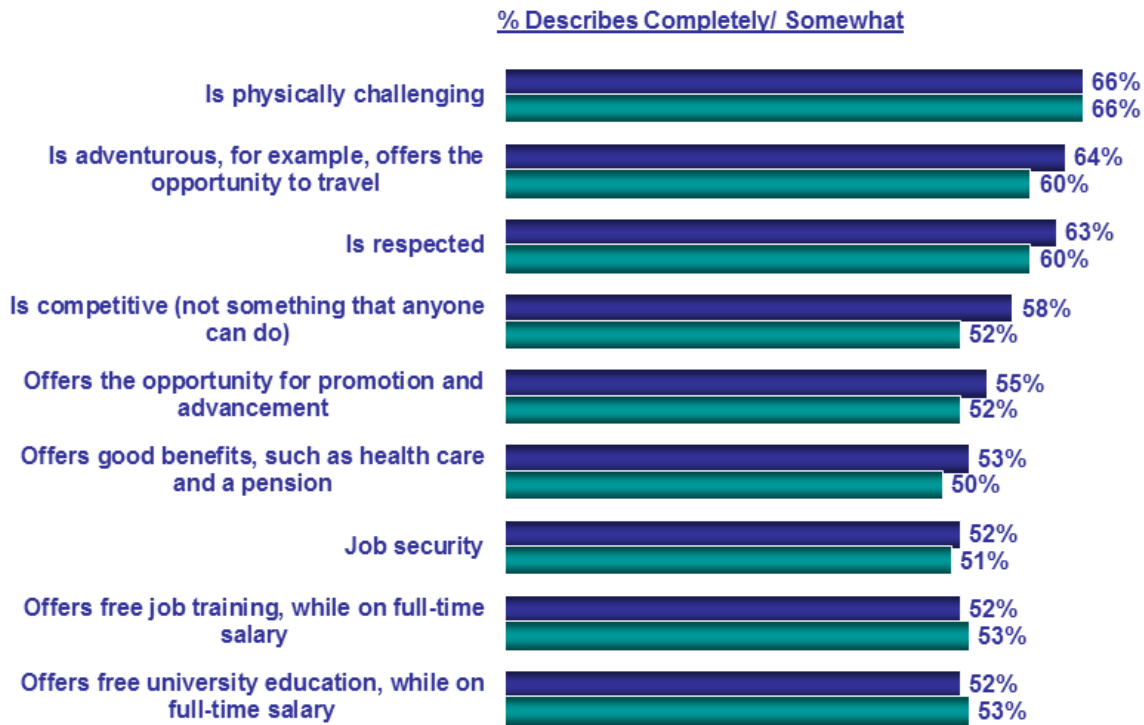 % Describes Completely/ Somewhat
Is physically challenging
66%
66%
Is adventurous, for example, offers the
opportunity to travel
64%
60%
Is respected
63%
60%
Is competitive (not something that anyone
can do)
58%
52%
Offers the opportunity for promotion and
advancement
55%
52%
Offers good benefits, such as health care
and a pension
53%
50%
Job security
52%
51%
Offers free job training, while on full-time
salary
52%
53%
Offers free university education, while on
full-time salary
52%
53%